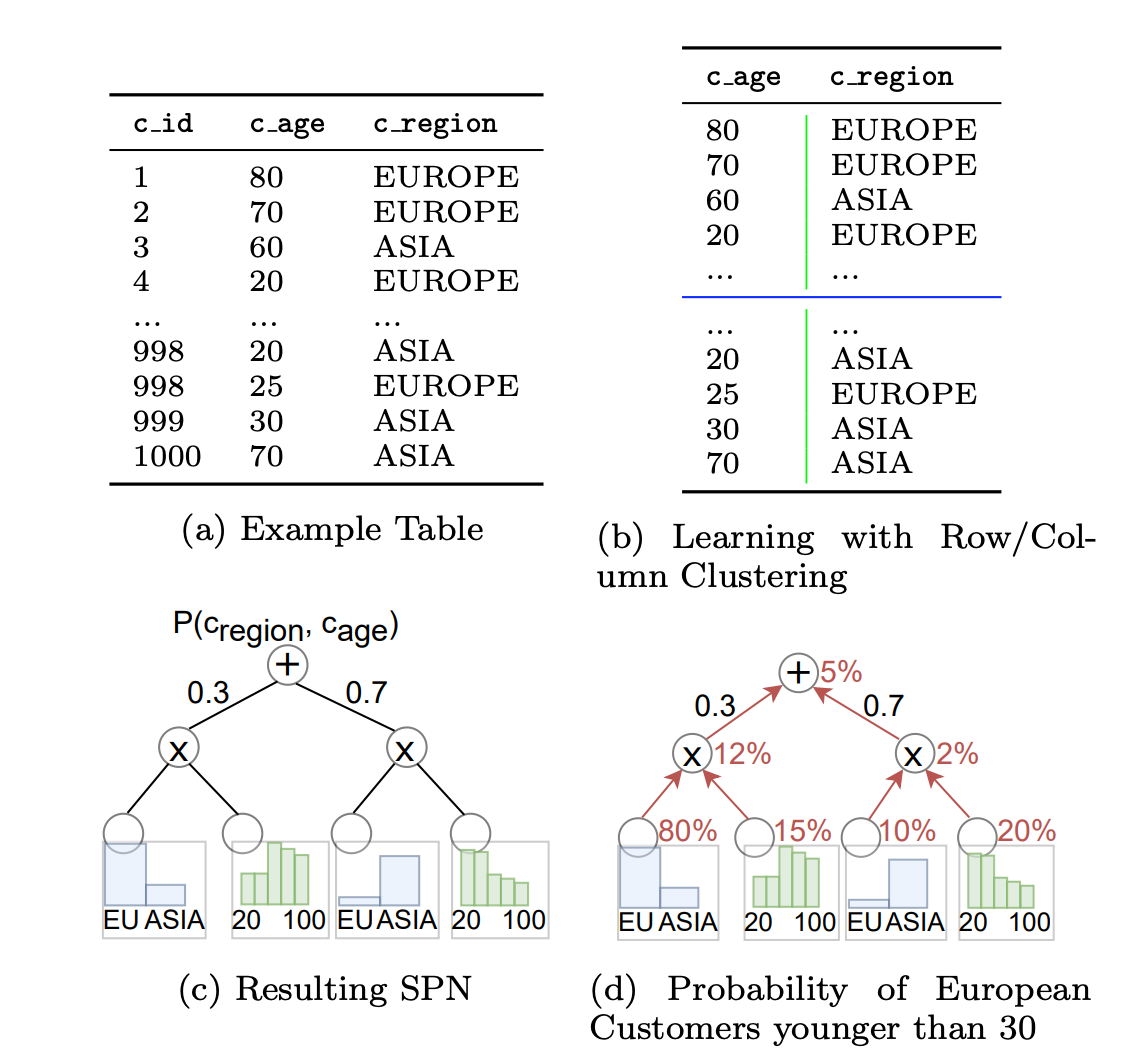 c_id c_age c_region
1 80 EUROPE
2 70 EUROPE
3 60 ASIA
4 20 EUROPE
... ... ...
998 20 ASIA
998 25 EUROPE
999 30 ASIA
1000 70 ASIA
(a) Example Table
c_age c_region
80 EUROPE
70 EUROPE
60 ASIA
20 EUROPE
... ...
... ...
20 ASIA
25 EUROPE
30 ASIA
70 ASIA
(b) Learning with Row/Col-
umn Clustering
P(cregion, cage)
+
0.3 0.7
x x
EU ASIA 20 100 EU ASIA 20 100
(c) Resulting SPN
+ 5%
0.3 0.7
x 12% x 2%
80% 15% 10% 20%
EU ASIA 20 100 EU ASIA 20 100
(d) Probability of European
Customers younger than 30